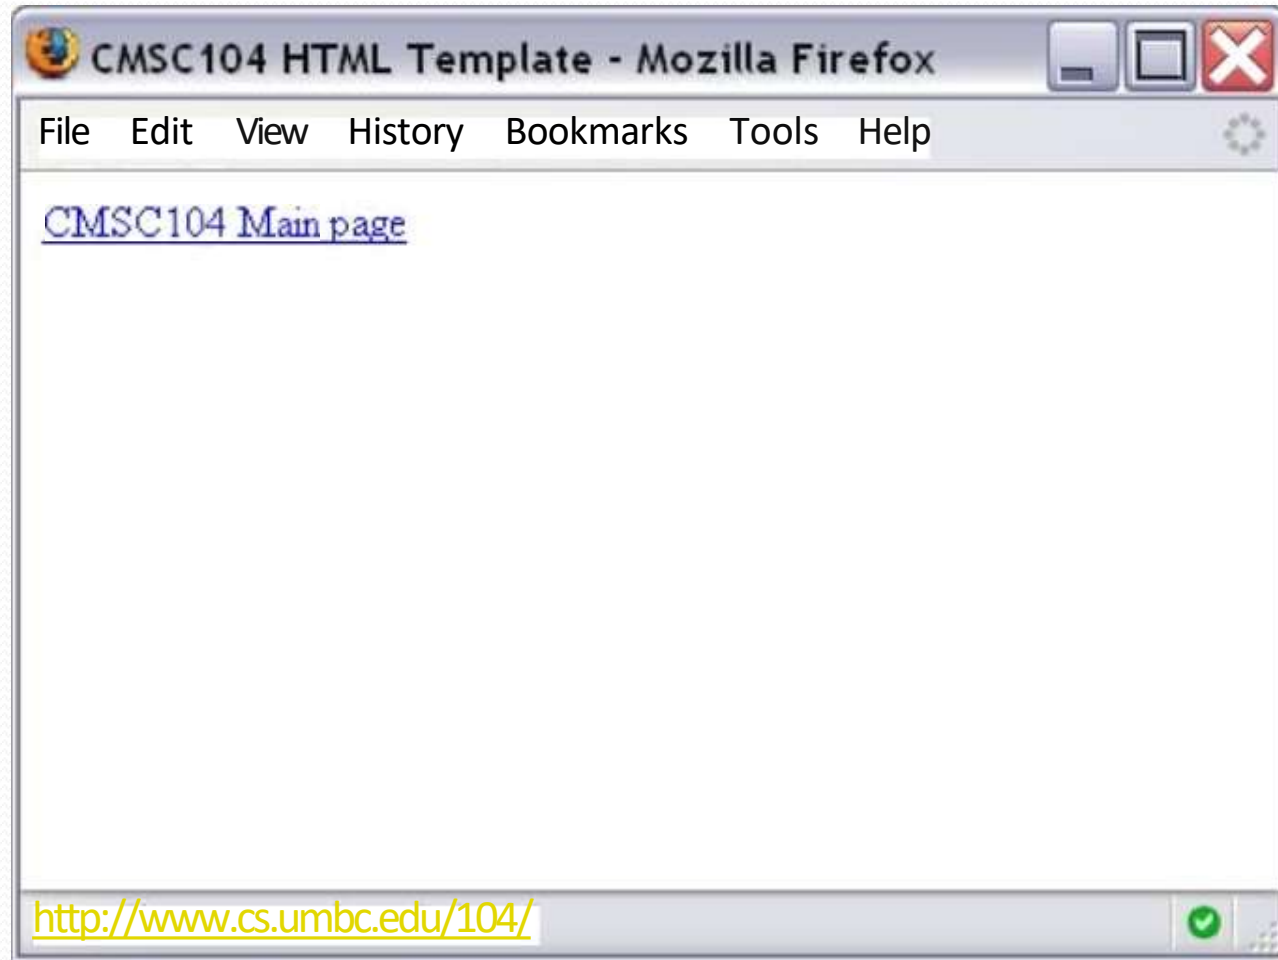 CMSC104 HTML Template - Mozilla Firefox
File Edit View History Bookmarks Tools Help
CMSC104 Main page
http://www.cs.umbc.edu/104/